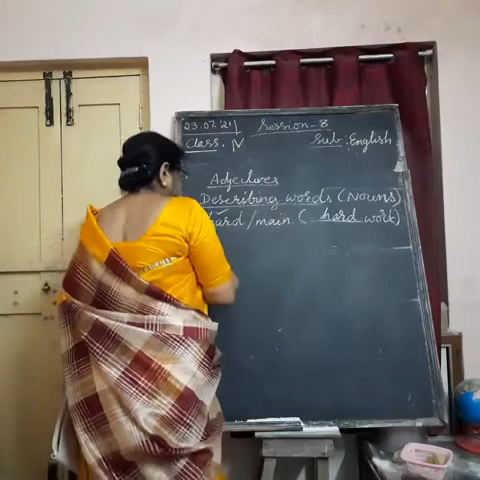 23.07.21 Session-8
Class: IV Sub: English
Adjectives
Describing words (Nouns)
hard/main. ( hard work)